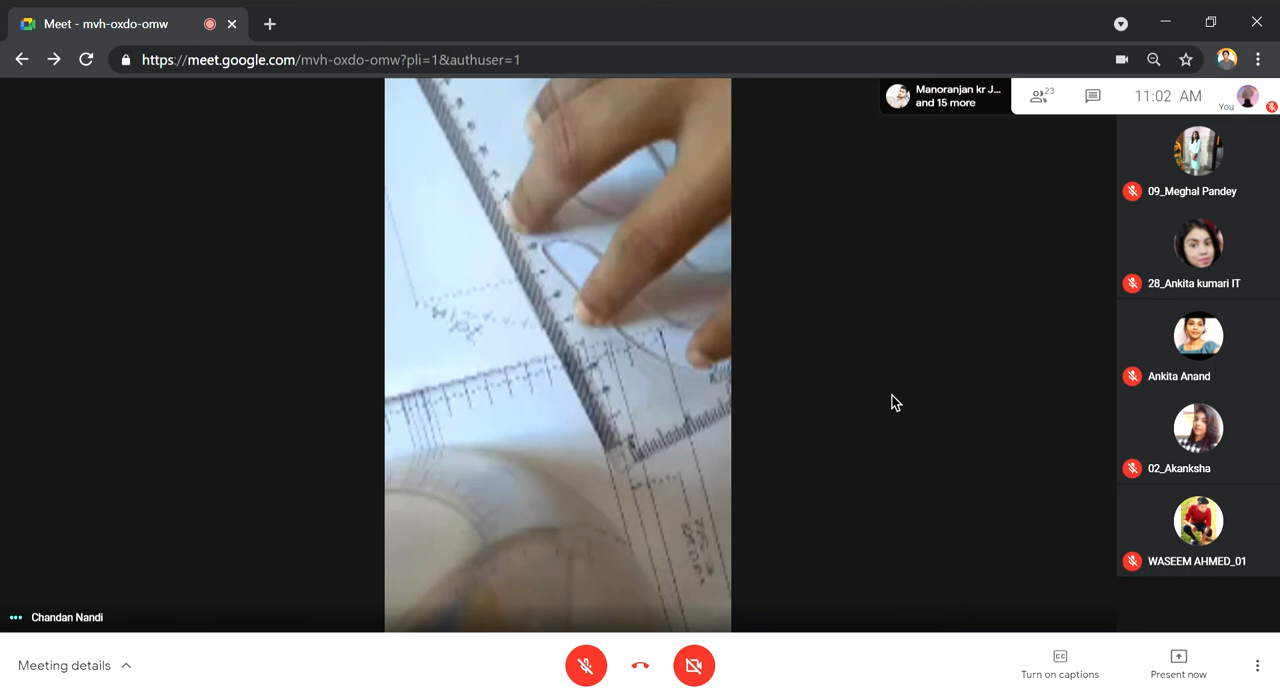 Meet - mvh-oxdo-omw
https://meet.google.com/mvh-oxdo-omw?pli=1&authuser=1
Manoranjan kr J...
and 15 more
23
11:02 AM
You
09_Meghal Pandey
28_Ankita kumari IT
Ankita Anand
02_Akanksha
WASEEM AHMED_01
Chandan Nandi
Meeting details
CC
Turn on captions
Present now